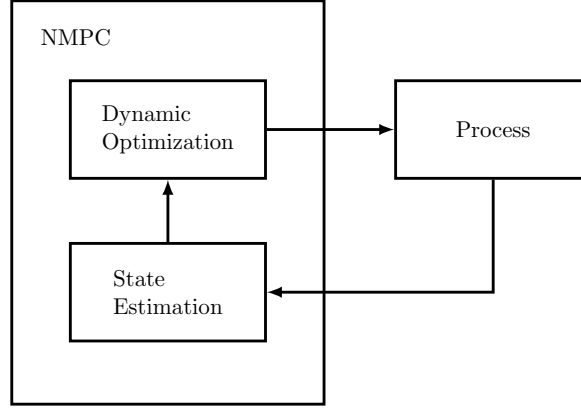 NMPC
Dynamic
Optimization
Process
State
Estimation